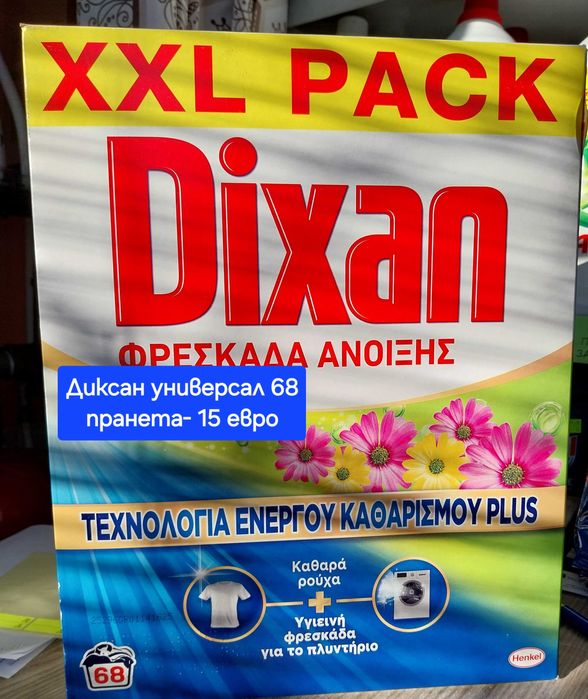 XXL PACK
Dixan
ΦΡΕΣΚΑΔΑ ΑΝΟΙΞΗΣ
Диксан универсал 68
пранета- 15 евро
ΤΕΧΝΟΛΟΓΙΑ ΕΝΕΡΓΟΥ ΚΑΘΑΡΙΣΜΟΥ PLUS
Καθαρά
ρούχα
+
Υγιεινή
φρεσκάδα
για το πλυντήριο
68
Henkel